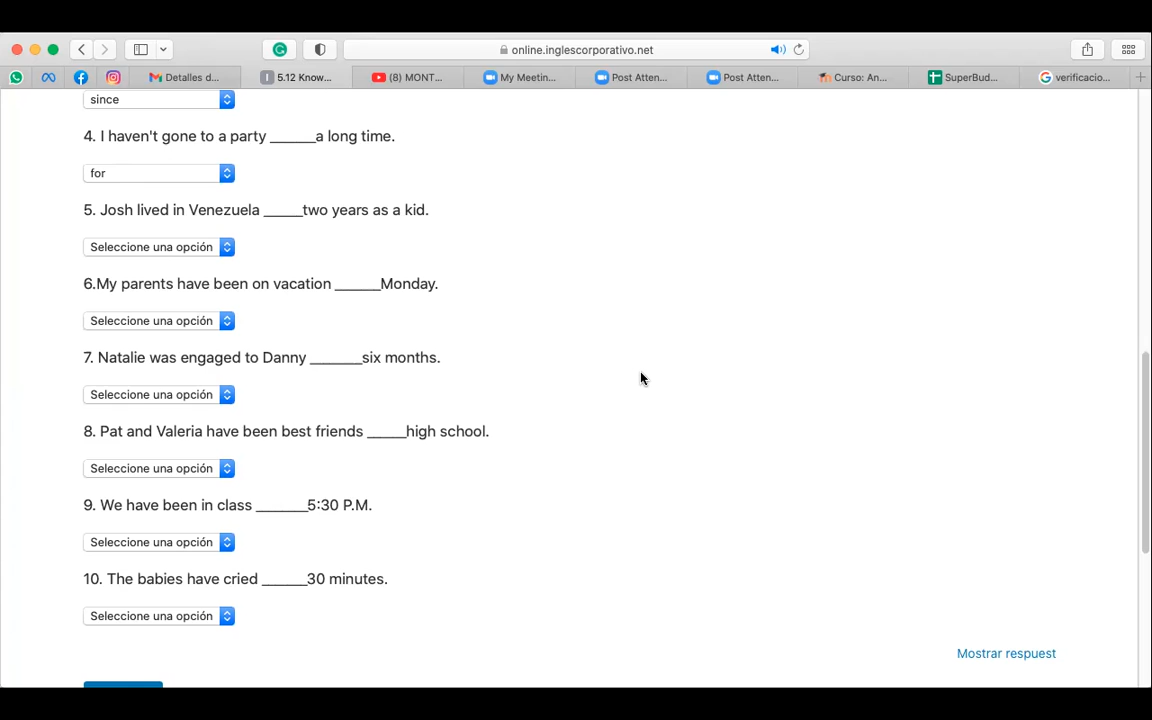 online.inglescorporativo.net
Detalles d...
5.12 Know...
(8) MONT...
My Meetin...
Post Atten...
Post Atten...
Curso: An...
SuperBud...
verificacio...
since
4. I haven't gone to a party ______a long time.
for
5. Josh lived in Venezuela _____two years as a kid.
Seleccione una opción
6.My parents have been on vacation ______Monday.
Seleccione una opción
7. Natalie was engaged to Danny _______six months.
Seleccione una opción
8. Pat and Valeria have been best friends _____high school.
Seleccione una opción
9. We have been in class _______5:30 P.M.
Seleccione una opción
10. The babies have cried ______30 minutes.
Seleccione una opción
Mostrar respuest